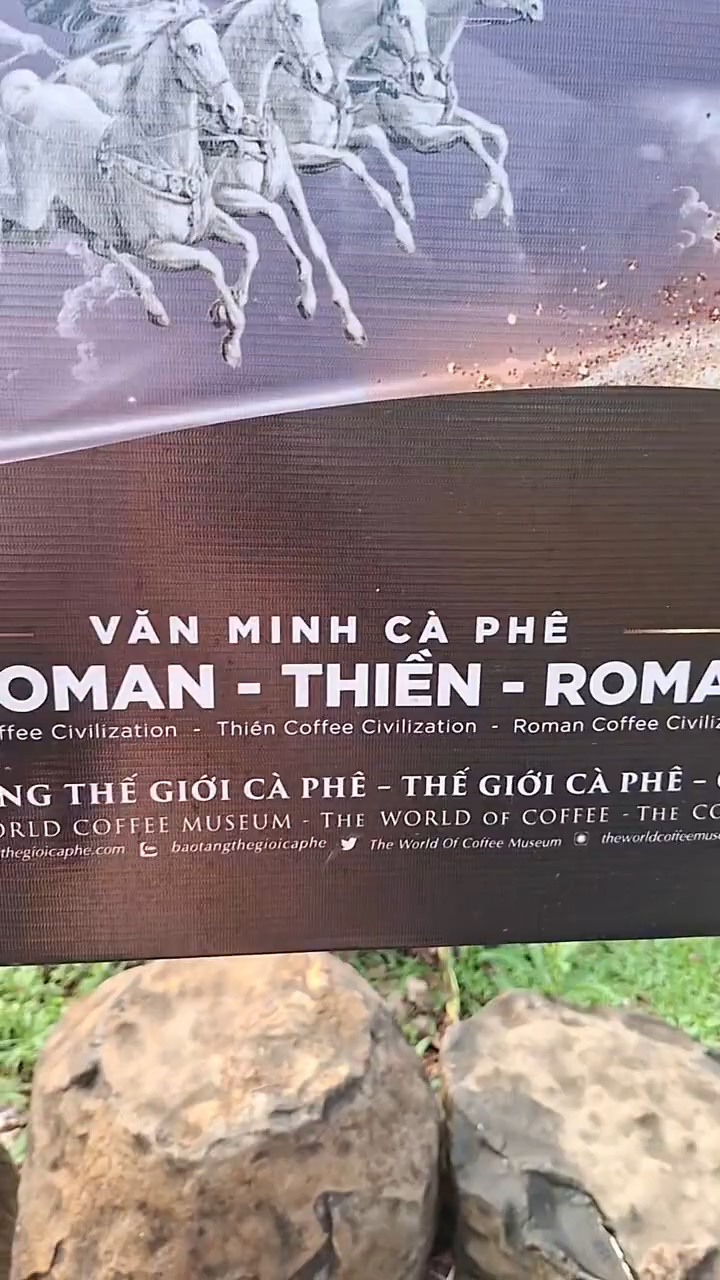 VĂN MINH CÀ PHÊ
OMAN - THIỀN - ROMA
ffee Civilization - Thién Coffee Civilization - Roman Coffee Civiliz
NG THẾ GIỚI CÀ PHÊ – THẾ GIỚI CÀ PHÊ –
ORLD COFFEE MUSEUM - THE WORLD OF COFFEE - THE CO
thegioicaphe.com baotangthegioicaphe The World Of Coffee Museum theworldcoffeemuse